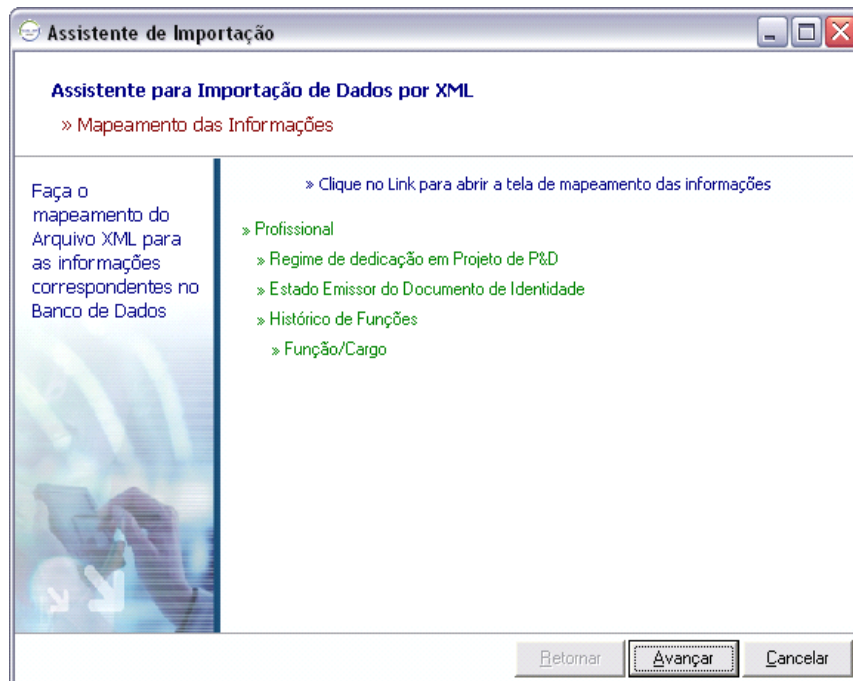 Assistente de Importação
Assistente para Importação de Dados por XML
» Mapeamento das Informações
Faça o
mapeamento do
Arquivo XML para
as informações
correspondentes no
Banco de Dados
» Clique no Link para abrir a tela de mapeamento das informações
» Profissional
» Regime de dedicação em Projeto de P&D
» Estado Emissor do Documento de Identidade
» Histórico de Funções
» Função/Cargo
Retornar
Avançar
Cancelar